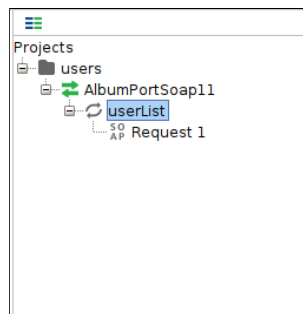 Projects
users
AlbumPortSoap11
userList
SO
AP Request 1